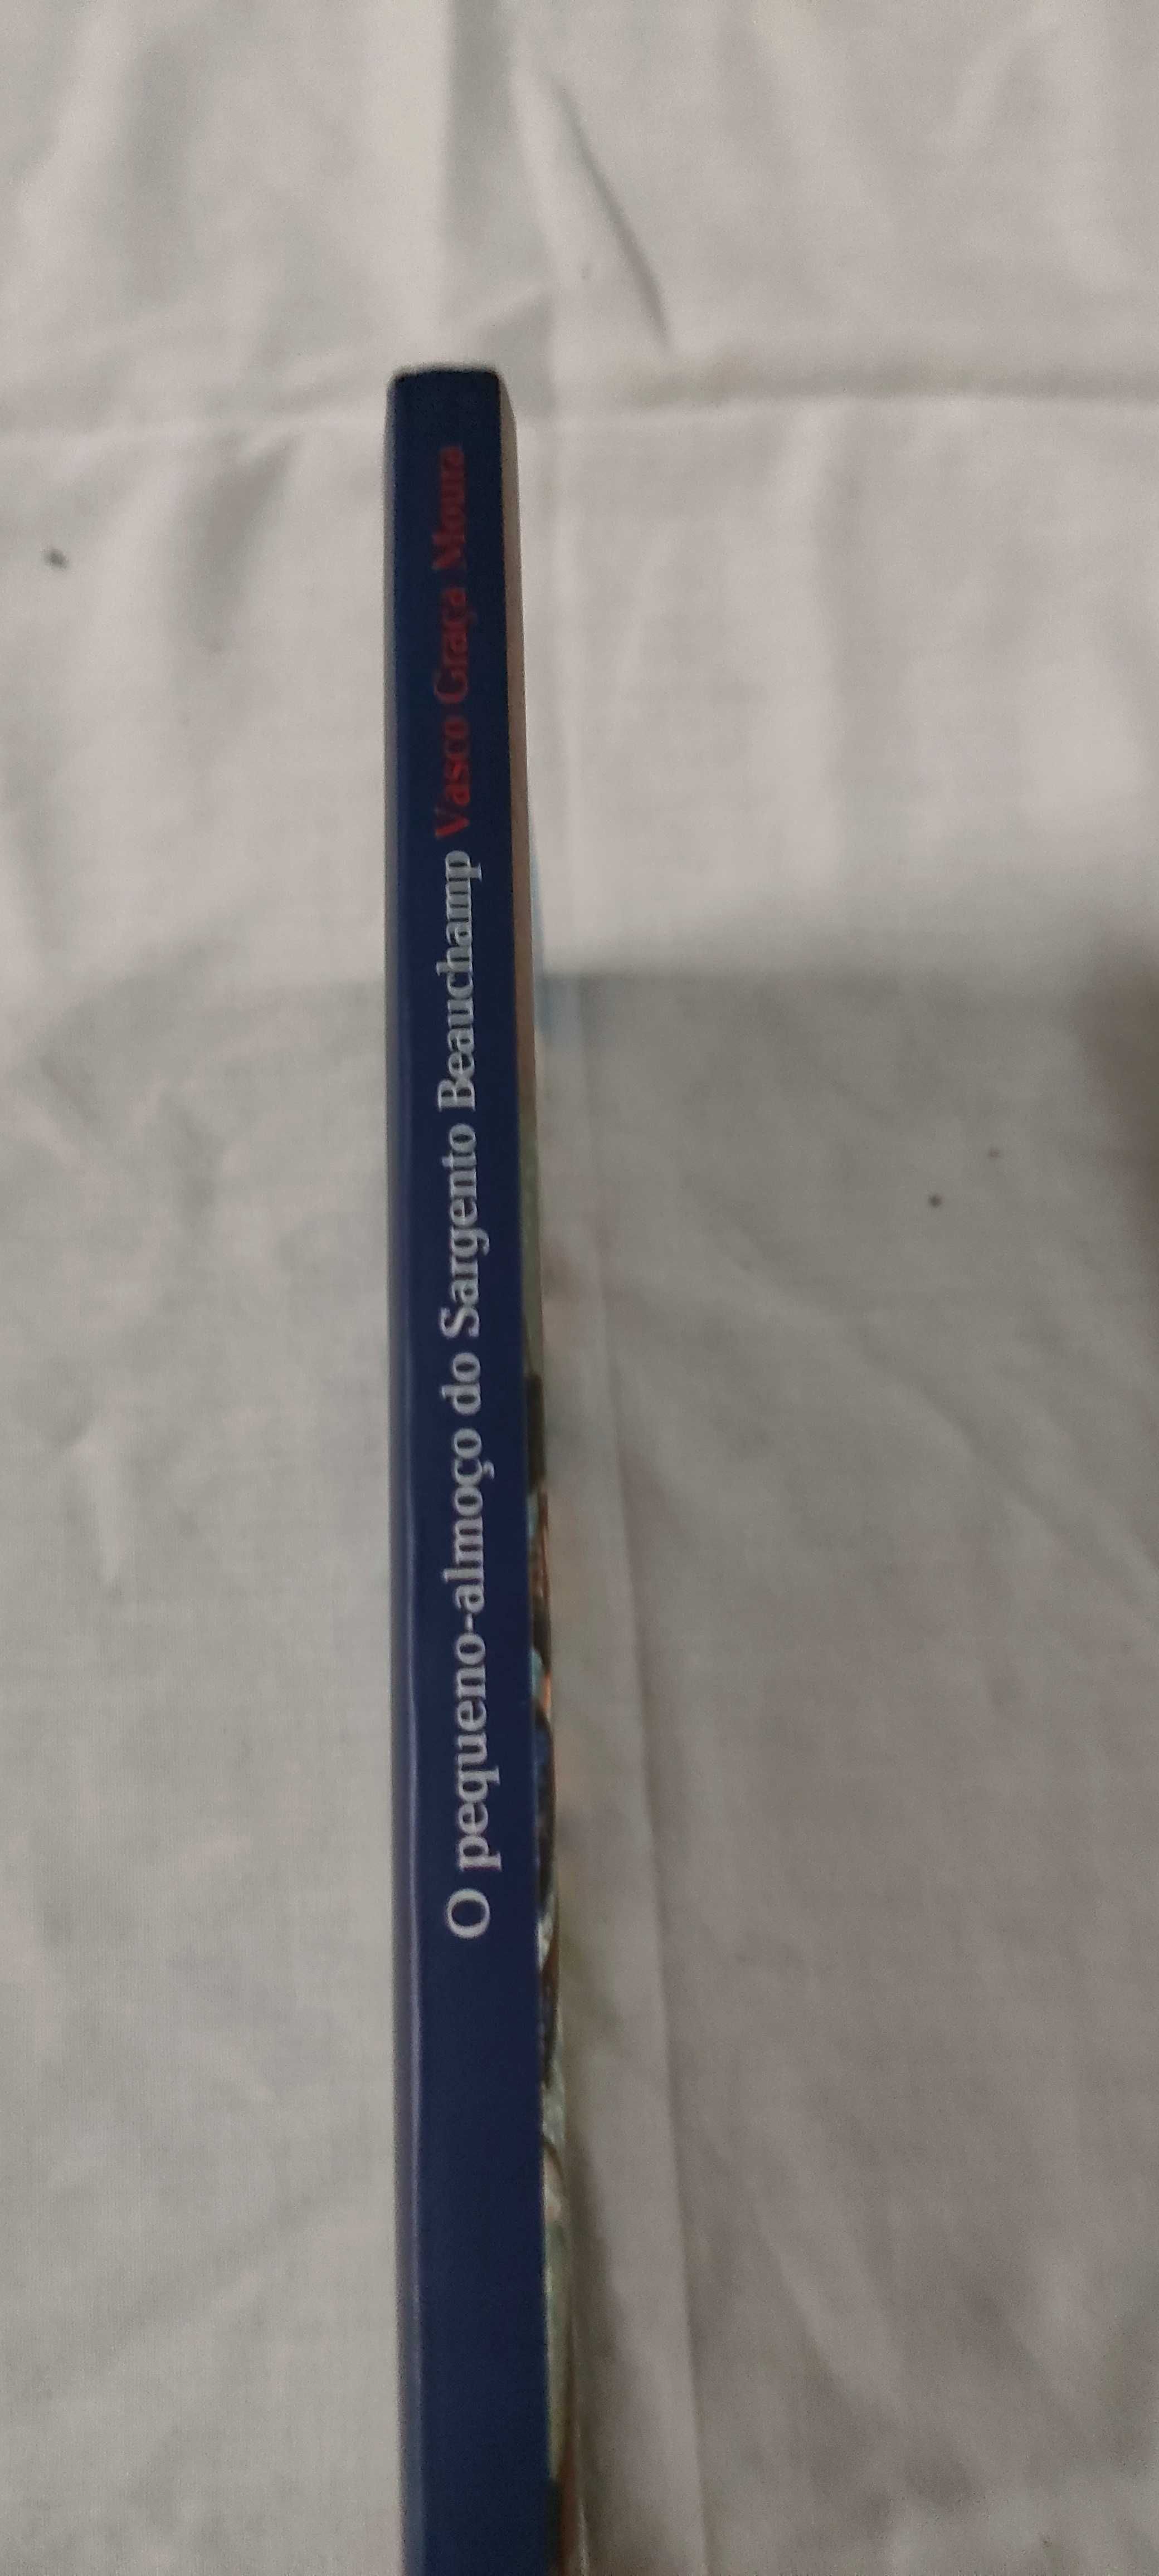 O pequeno-almoço do Sargento Beauchamp Vasco Graça Moura